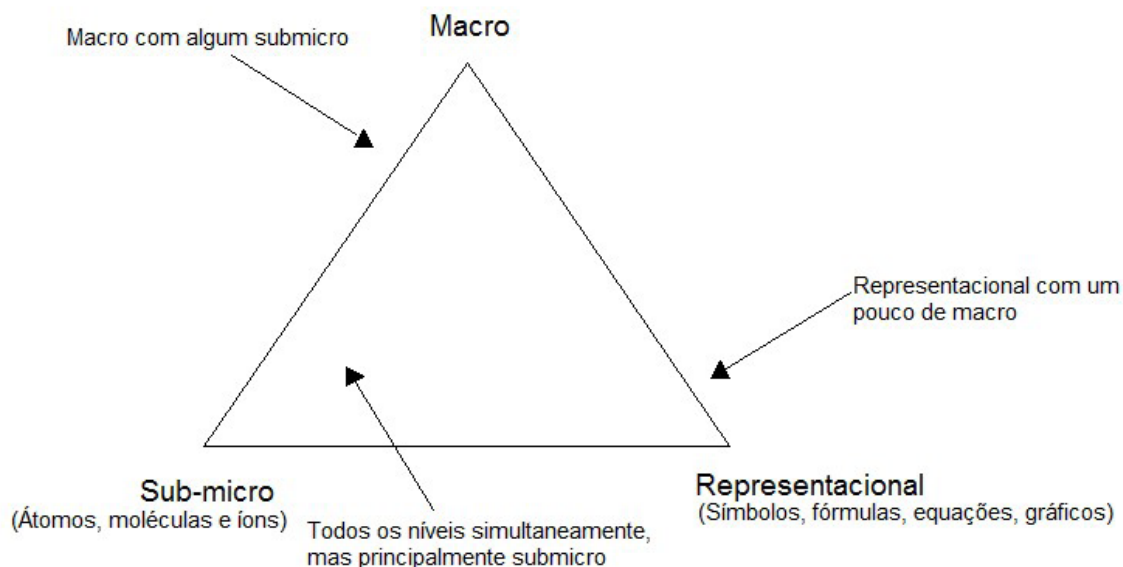 Macro
Macro com algum submicro
Representacional com um
pouco de macro
Sub-micro
(Átomos, moléculas e íons)
Representacional
(Símbolos, fórmulas, equações, gráficos)
Todos os níveis simultaneamente,
mas principalmente submicro